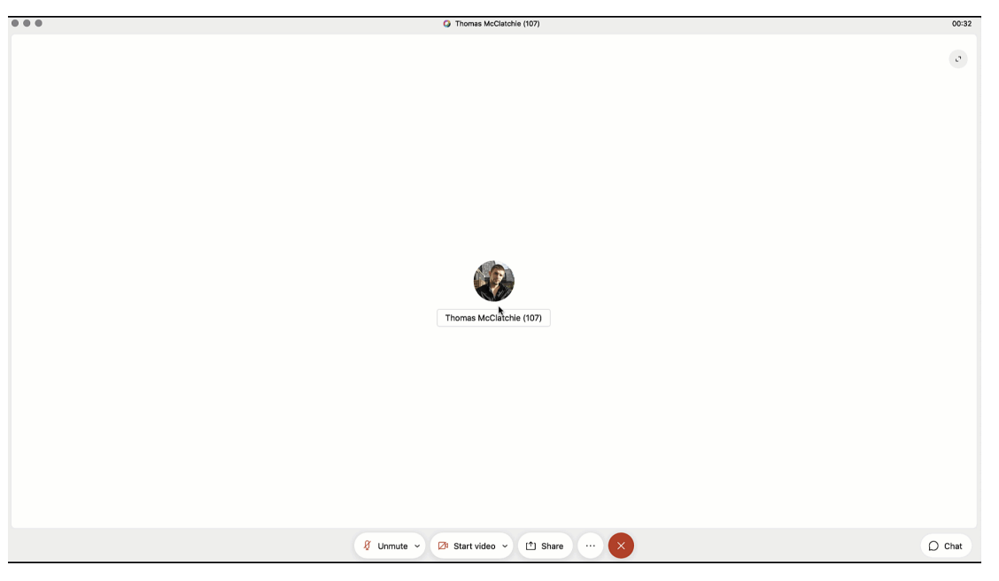 Thomas McClatchie (107)
00:32
Thomas McClatchie (107)
Unmute
Start video
Share
Chat